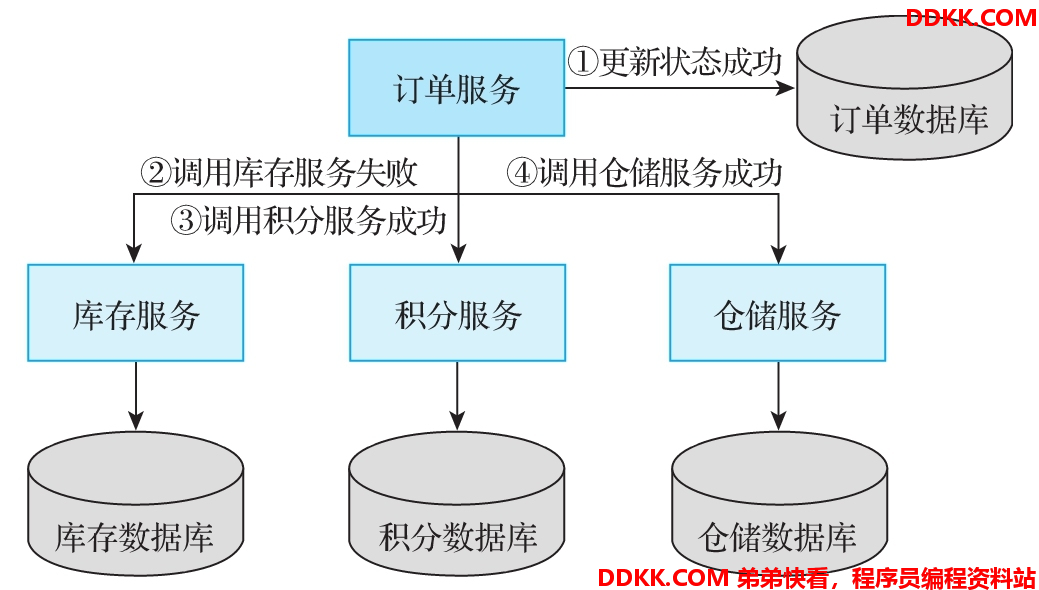 DDKK.COM
订单服务
①更新状态成功
订单数据库
②调用库存服务失败
④调用仓储服务成功
③调用积分服务成功
库存服务
积分服务
仓储服务
库存数据库
积分数据库
仓储数据库
DDKK.COM 弟弟快看，程序员编程资料站